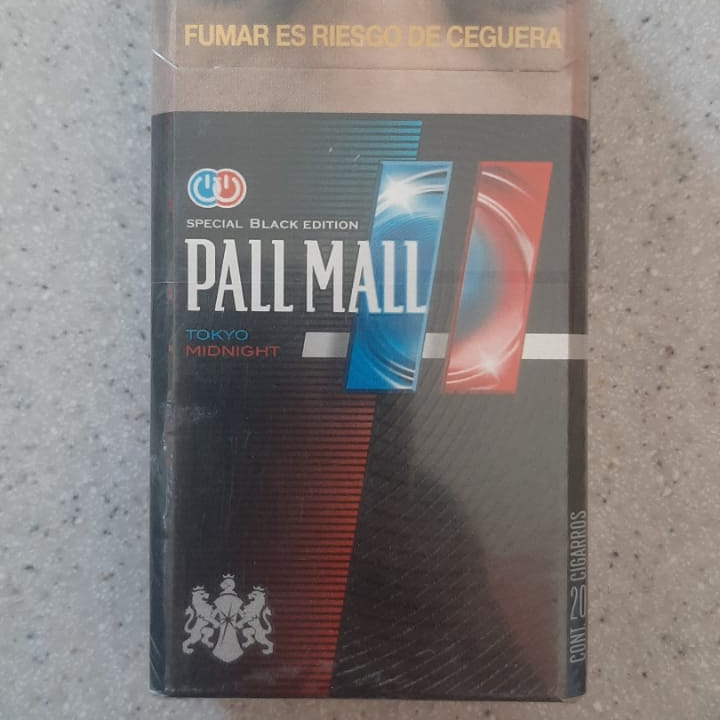 FUMAR ES RIESGO DE CEGUERA
SPECIAL BLACK EDITION
PALL MALL
TOKYO
MIDNIGHT
CONT. 20 CIGARROS